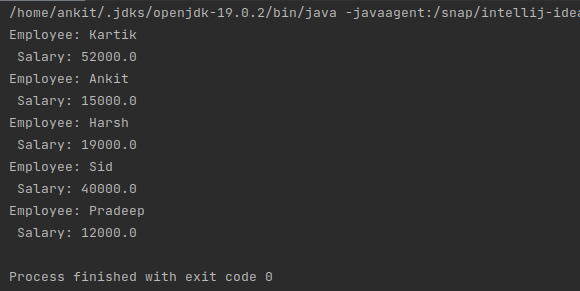 /home/ankit/.jdks/openjdk-19.0.2/bin/java -javaagent:/snap/intellij-idea
Employee: Kartik
 Salary: 52000.0
Employee: Ankit
 Salary: 15000.0
Employee: Harsh
 Salary: 19000.0
Employee: Sid
 Salary: 40000.0
Employee: Pradeep
 Salary: 12000.0
Process finished with exit code 0